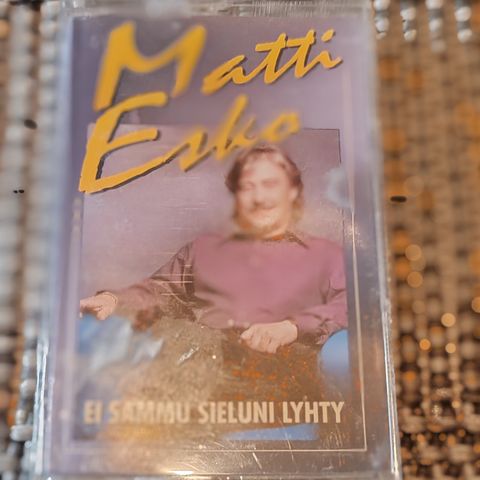 Matti
Esko
EI SAMMU SIELUNI LYHTY